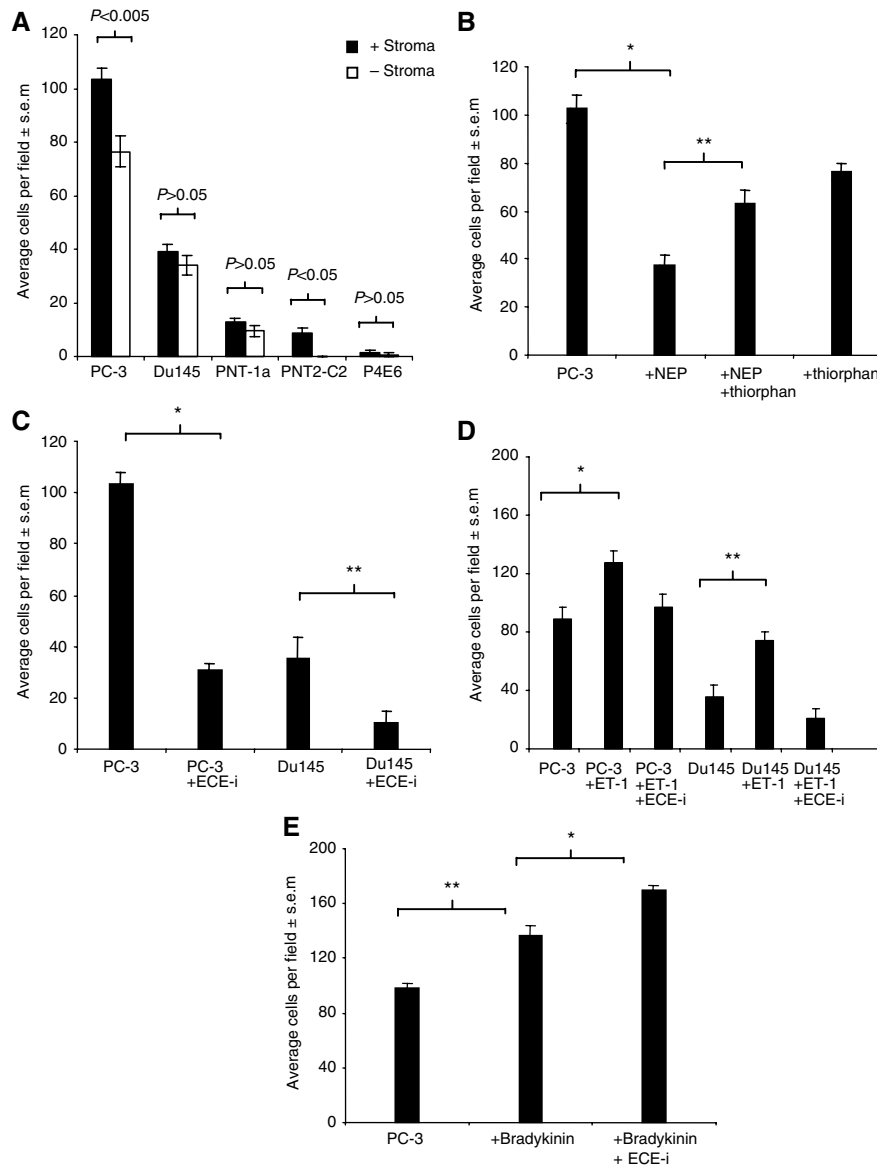 A
P<0.005
120
100
80
60
40
20
0
Average cells per field ± s.e.m
+ Stroma
– Stroma
P>0.05
P>0.05
P<0.05
P>0.05
PC-3 Du145 PNT-1a PNT2-C2 P4E6
B
120
100
80
60
40
20
0
Average cells per field ± s.e.m
*
**
PC-3 +NEP +NEP +thiorphan
+thiorphan
C
120
100
80
60
40
20
0
Average cells per field ± s.e.m
*
**
PC-3 PC-3 Du145 Du145
+ECE-i +ECE-i
D
200
160
120
80
40
0
Average cells per field ± s.e.m
*
**
PC-3 PC-3 PC-3 Du145 Du145 Du145
+ET-1 +ET-1 +ET-1 +ET-1
+ECE-i +ECE-i
E
200
160
120
80
40
0
Average cells per field ± s.e.m
**
*
PC-3 +Bradykinin +Bradykinin
+ ECE-i